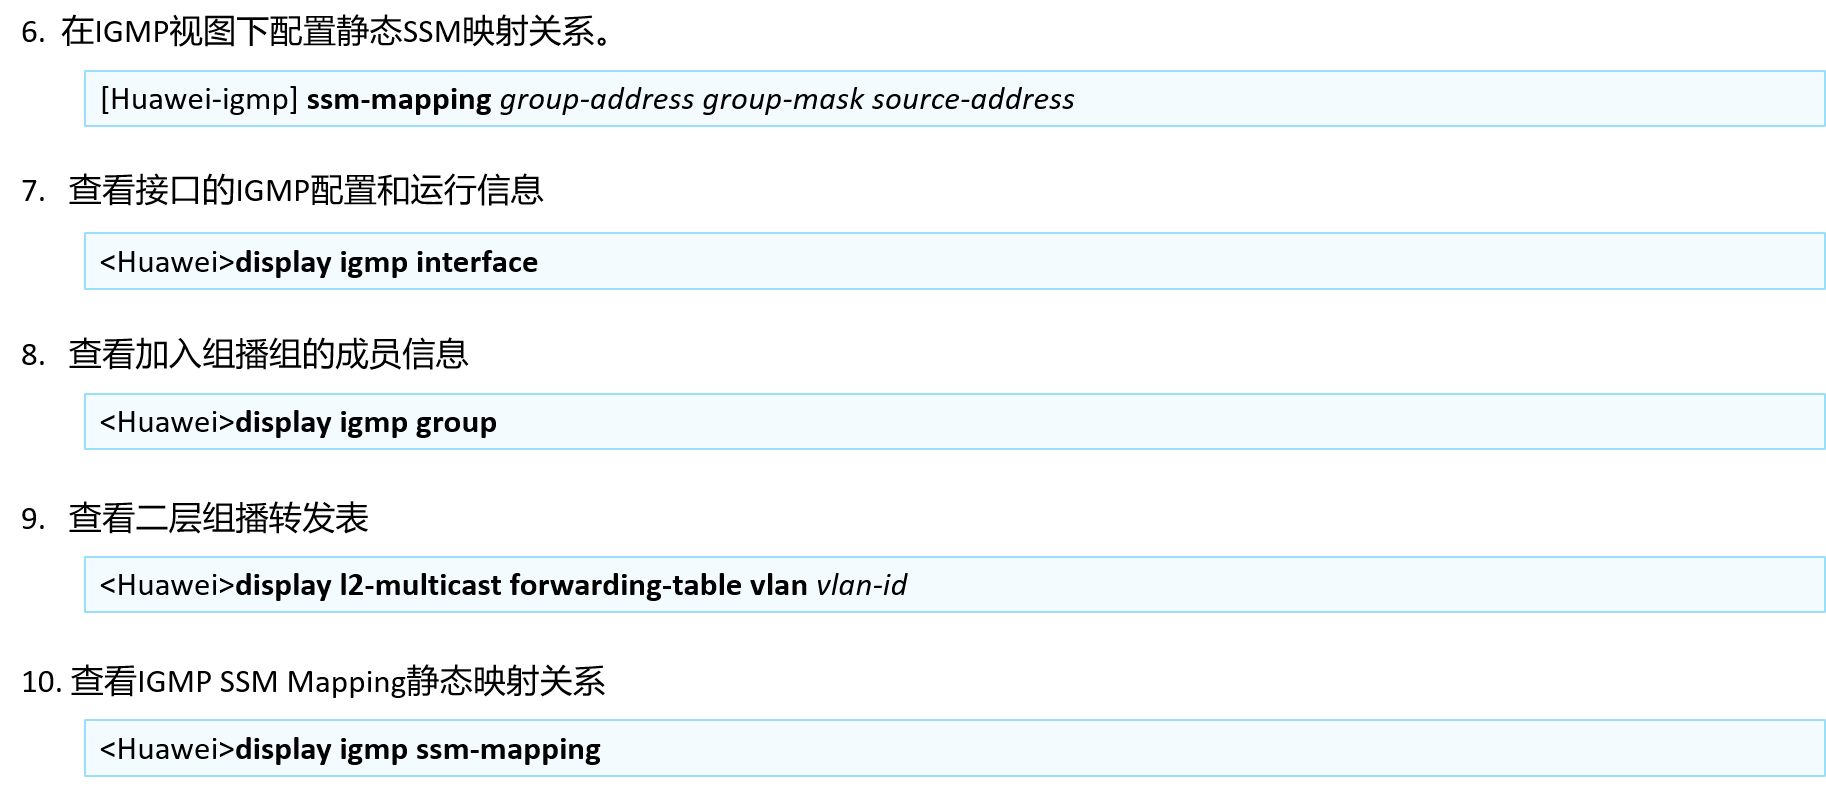 6. 在IGMP视图下配置静态SSM映射关系。
[Huawei-igmp] ssm-mapping group-address group-mask source-address
7. 查看接口的IGMP配置和运行信息
<Huawei>display igmp interface
8. 查看加入组播组的成员信息
<Huawei>display igmp group
9. 查看二层组播转发表
<Huawei>display l2-multicast forwarding-table vlan vlan-id
10. 查看IGMP SSM Mapping静态映射关系
<Huawei>display igmp ssm-mapping